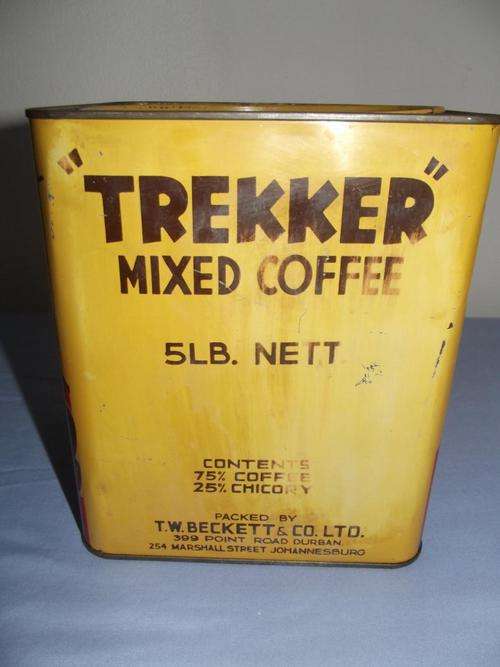 "TREKKER"
MIXED COFFEE
5LB. NETT
CONTENTS
75% COFFEE
25% CHICORY
PACKED BY
T.W. BECKETT & CO. LTD.
399 POINT ROAD DURBAN.
254 MARSHALL STREET JOHANNESBURG